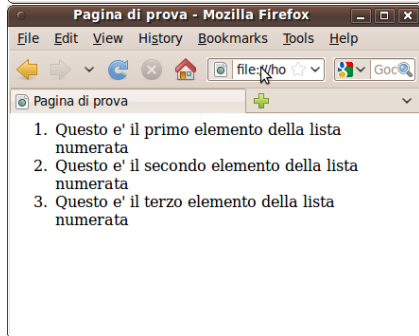 Pagina di prova - Mozilla Firefox
File Edit View History Bookmarks Tools Help
file://ho Goo
Pagina di prova
1. Questo e' il primo elemento della lista
numerata
2. Questo e' il secondo elemento della lista
numerata
3. Questo e' il terzo elemento della lista
numerata